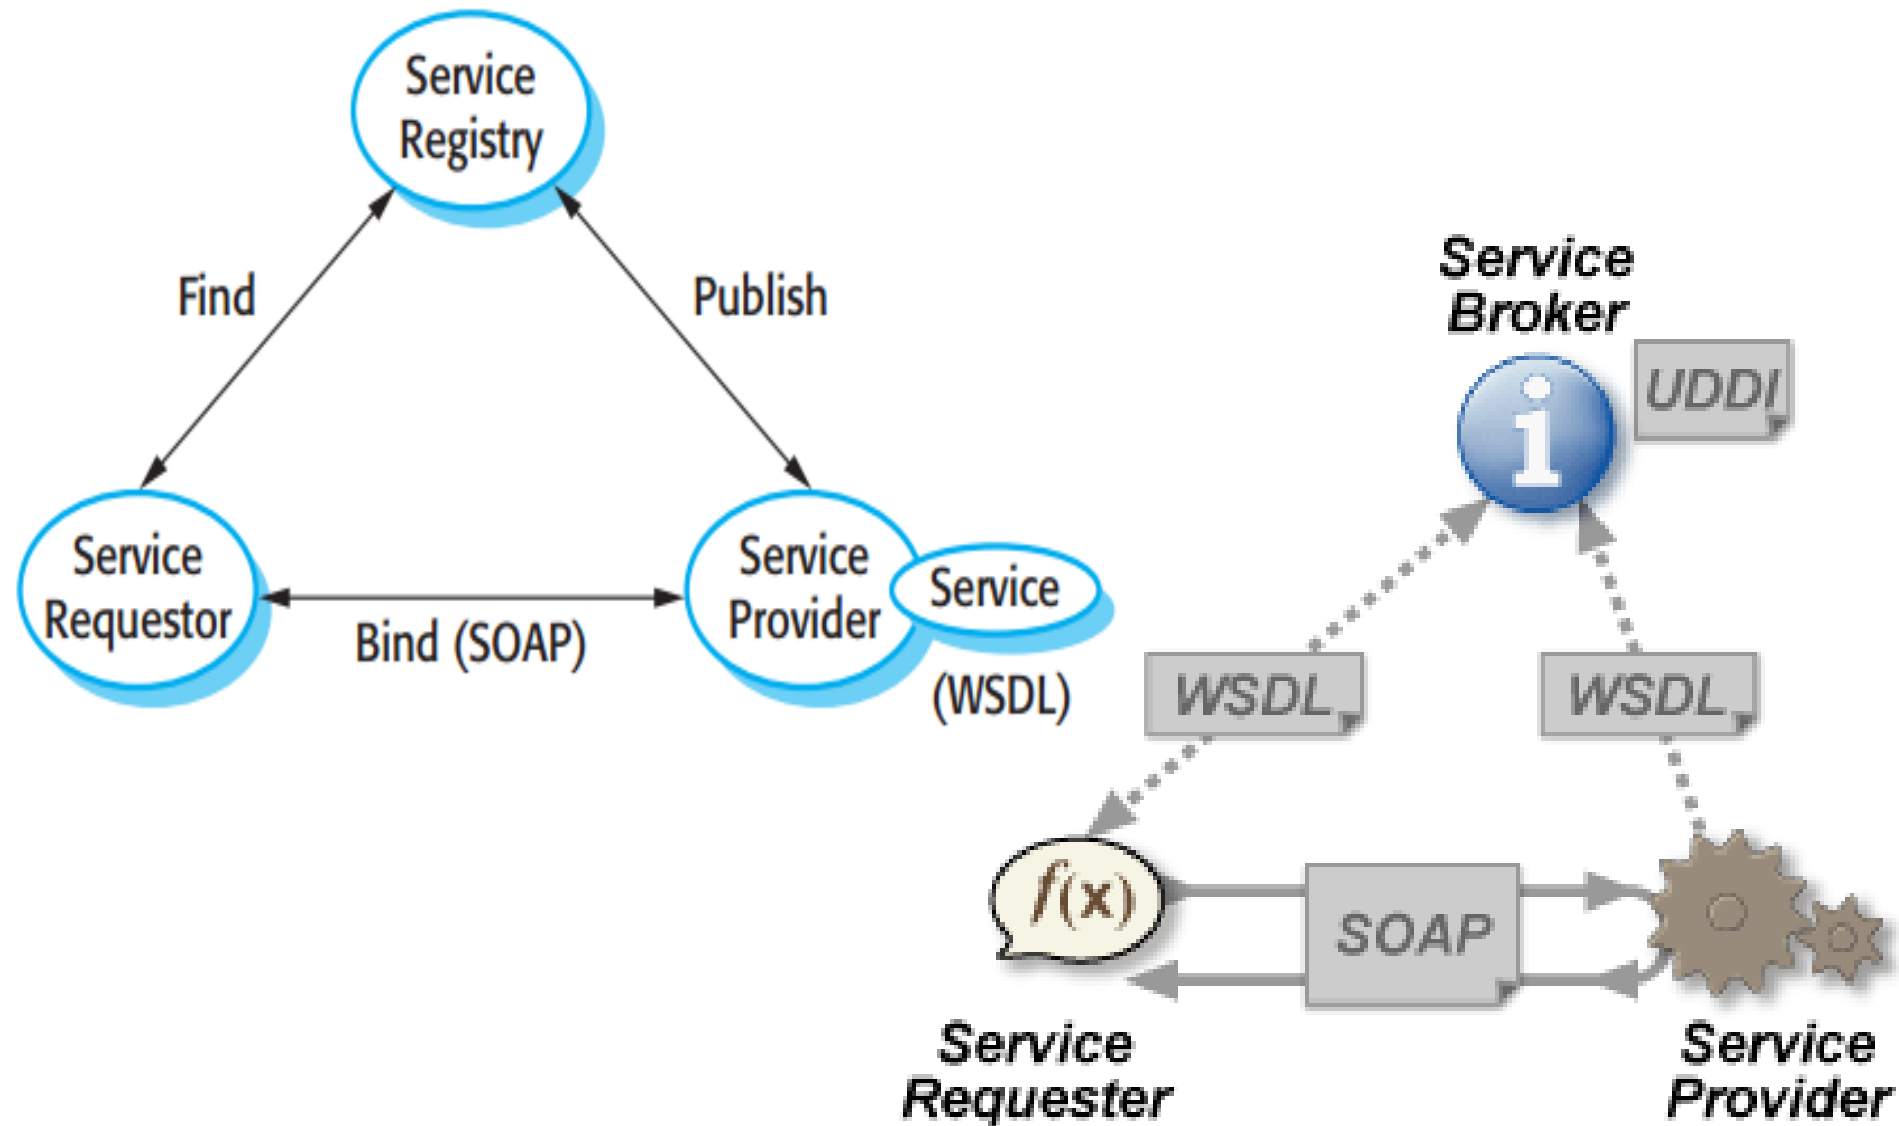 Service
Registry
Find
Publish
Service
Requestor
Bind (SOAP)
Service
Provider
Service
(WSDL)
Service
Broker
i
UDDI
WSDL
WSDL
f(x)
SOAP
Service
Requester
Service
Provider